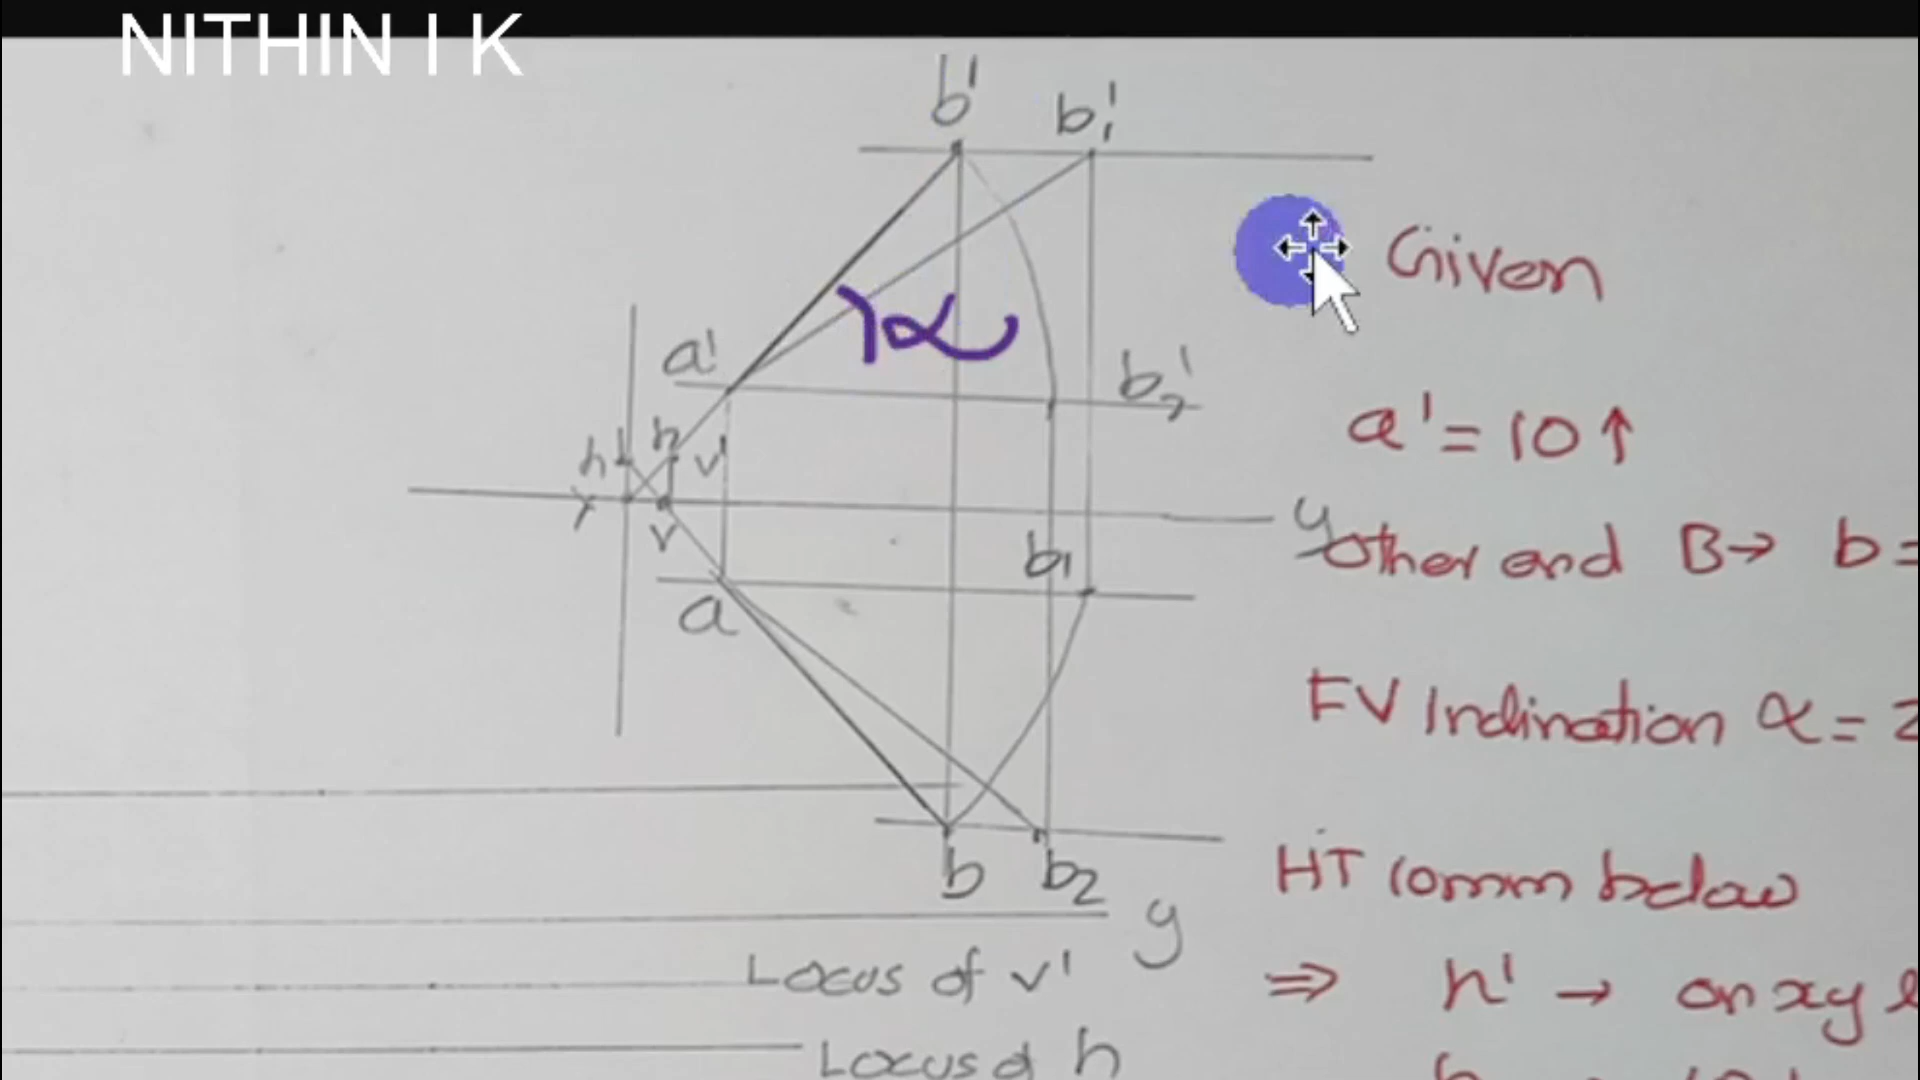 NITHIN I K
b' b₁'
Given
a' b₂'
a' = 10 ↑
h' h v'
x v y
b₁
Other end B → b =
a
FV Inclination α =
α
HT 10mm below
b b₂
y
Locus of v'
⇒ h' → on xy
Locus of h